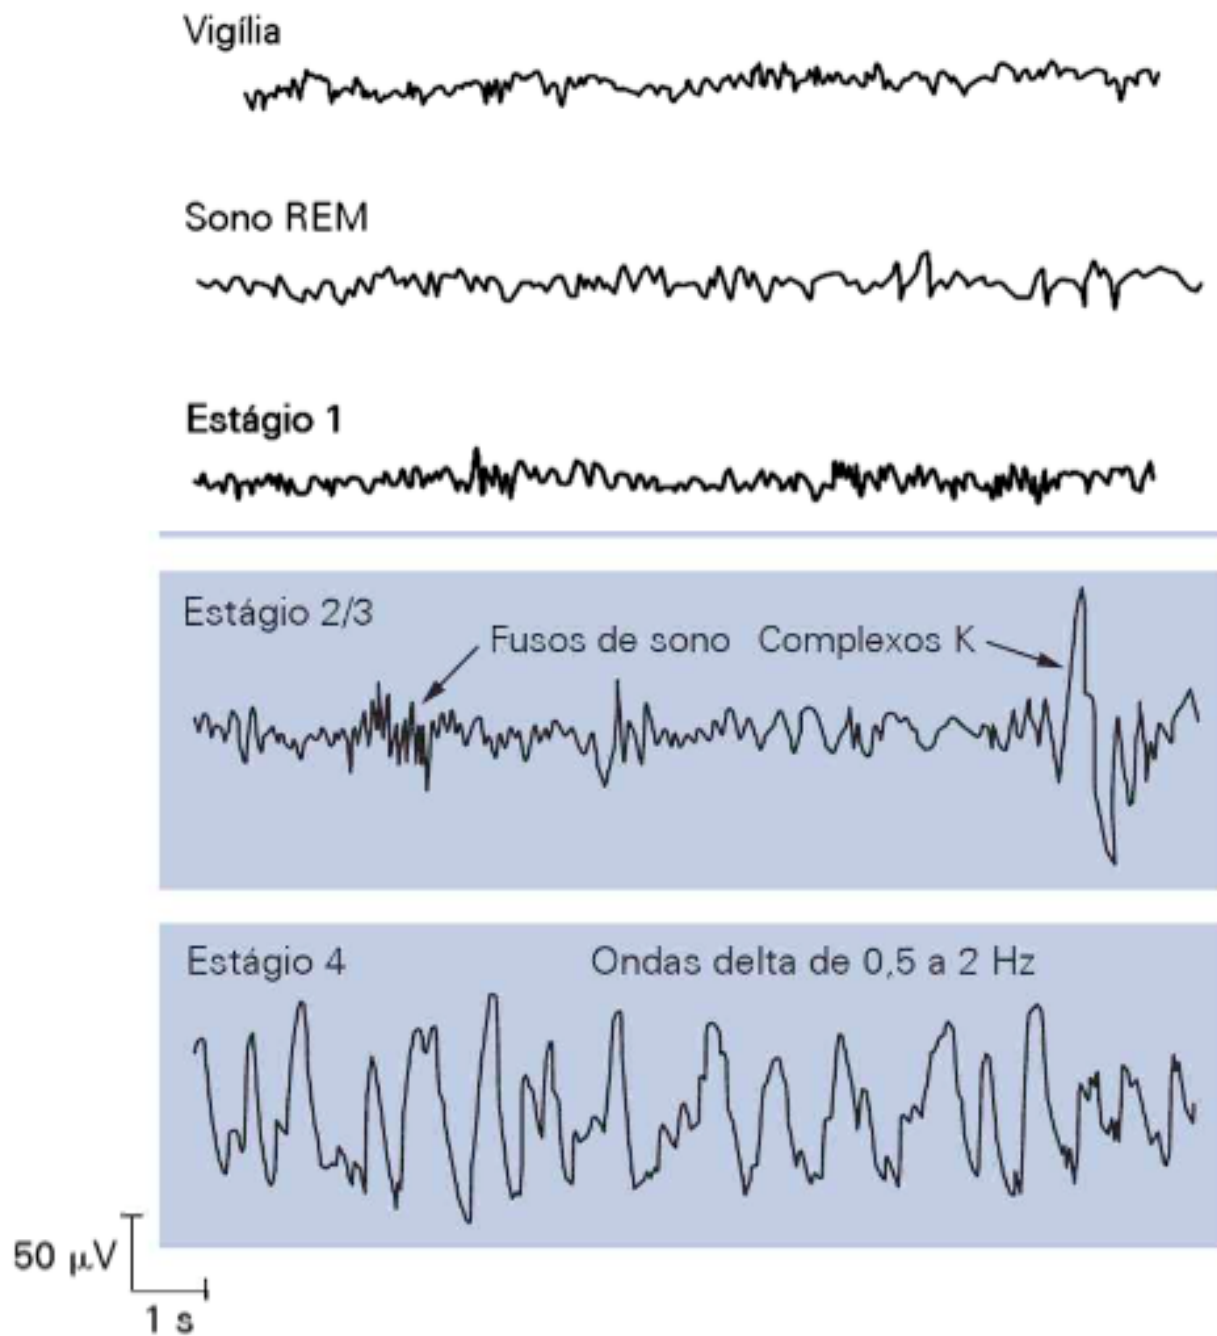 Vigília
Sono REM
Estágio 1
Estágio 2/3
Fusos de sono Complexos K
Estágio 4 Ondas delta de 0,5 a 2 Hz
50 μV
1 s